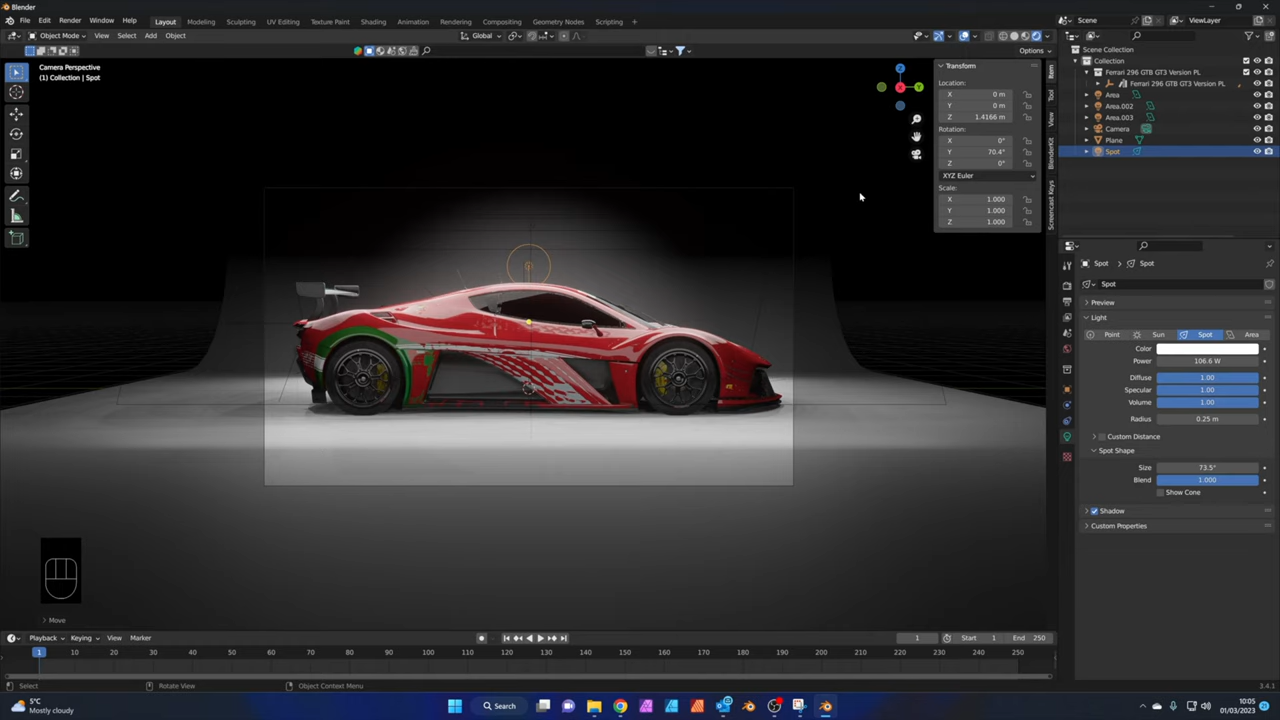 Blender
File Edit Render Window Help Layout Modeling Sculpting UV Editing Texture Paint Shading Animation Rendering Compositing Geometry Nodes Scripting + Scene ViewLayer
Object Mode View Select Add Object Global
Options
Camera Perspective
(1) Collection | Spot
Z
Y
X
Transform
Location:
X 0 m
Y 0 m
Z 1.4166 m
Rotation:
X 0°
Y 70.4°
Z 0°
XYZ Euler
Scale:
X 1.000
Y 1.000
Z 1.000
Item
Tool
View
BlenderKit
Screencast Keys
Scene Collection
Collection
Ferrari 296 GTB GT3 Version PL
Ferrari 296 GTB GT3 Version PL
Area
Area.002
Area.003
Camera
Plane
Spot
Spot > Spot
Spot
Preview
Light
Point Sun Spot Area
Color
Power 106.6 W
Diffuse 1.00
Specular 1.00
Volume 1.00
Radius 0.25 m
Custom Distance
Spot Shape
Size 73.5°
Blend 1.000
Show Cone
Shadow
Custom Properties
> Move
Playback Keying View Marker 1 Start 1 End 250
1 10 20 30 40 50 60 70 80 90 100 110 120 130 140 150 160 170 180 190 200 210 220 230 240 250
Select Rotate View Object Context Menu 3.4.1
5°C
Mostly cloudy
Search
10:05
01/03/2023